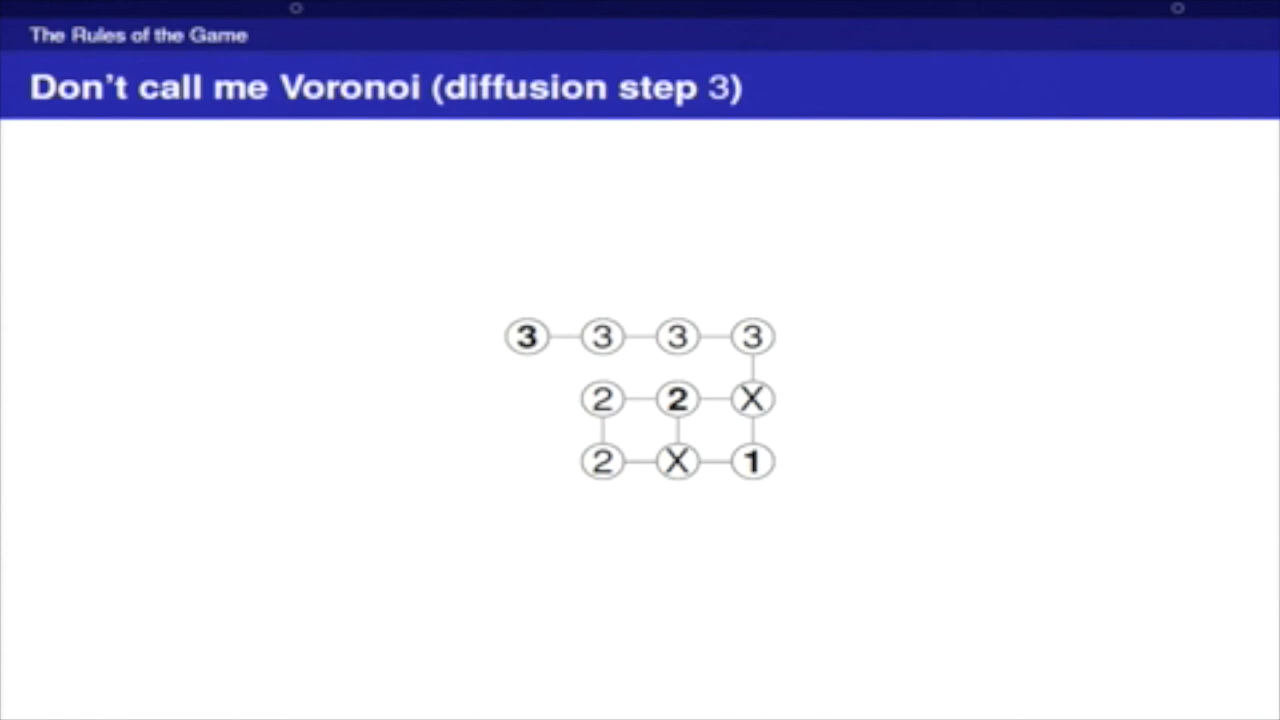 The Rules of the Game
Don't call me Voronoi (diffusion step 3)
3 3 3 3
2 2 X
2 X 1